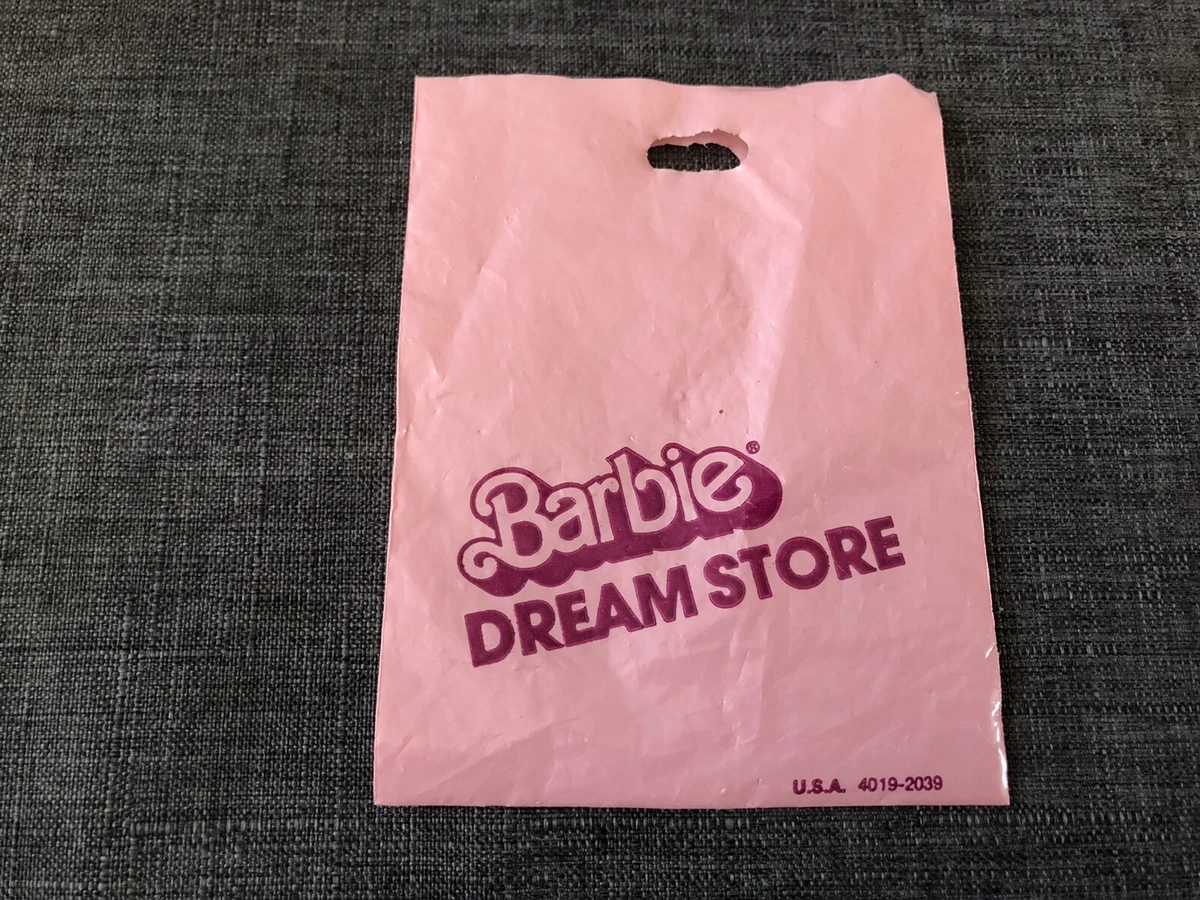 Barbie®
DREAM STORE
U.S.A. 4019-2039